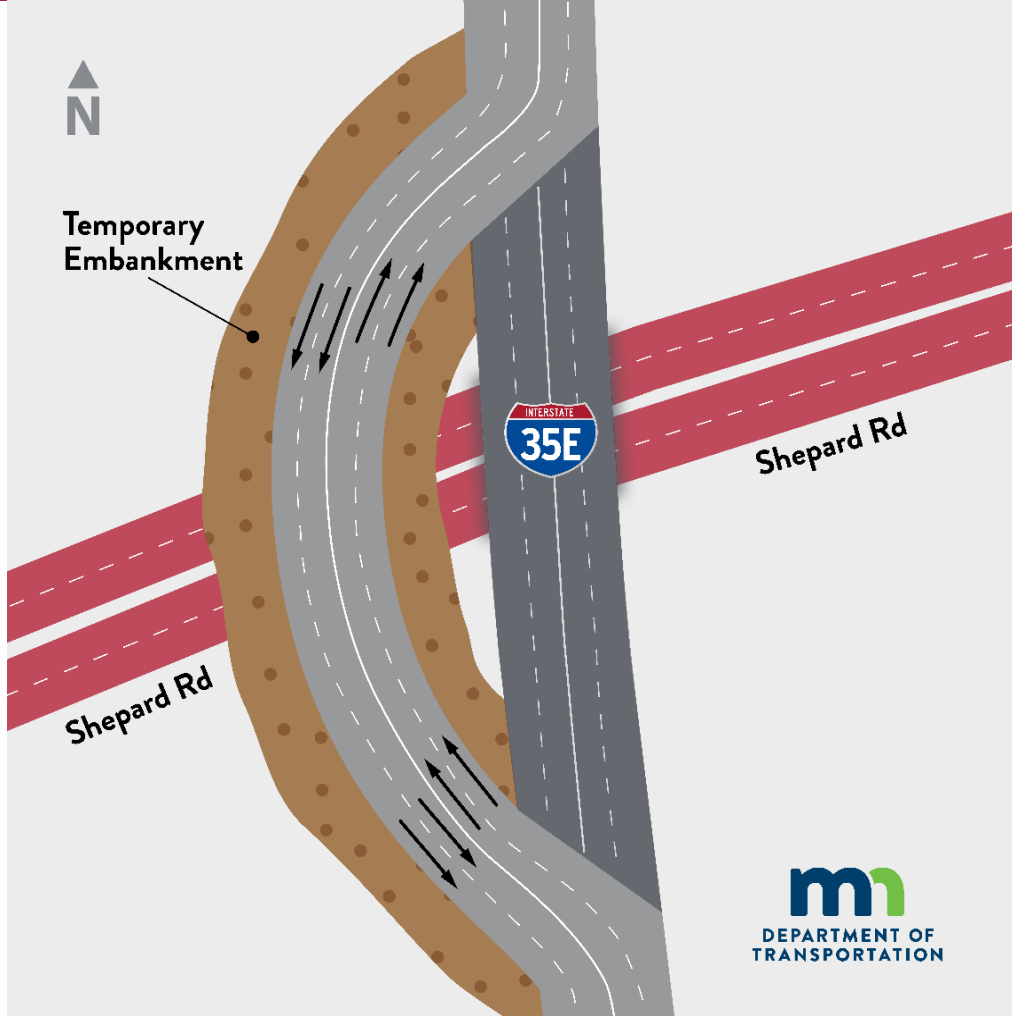 N
Temporary
Embankment
INTERSTATE
35E
Shepard Rd
Shepard Rd
mn
DEPARTMENT OF
TRANSPORTATION